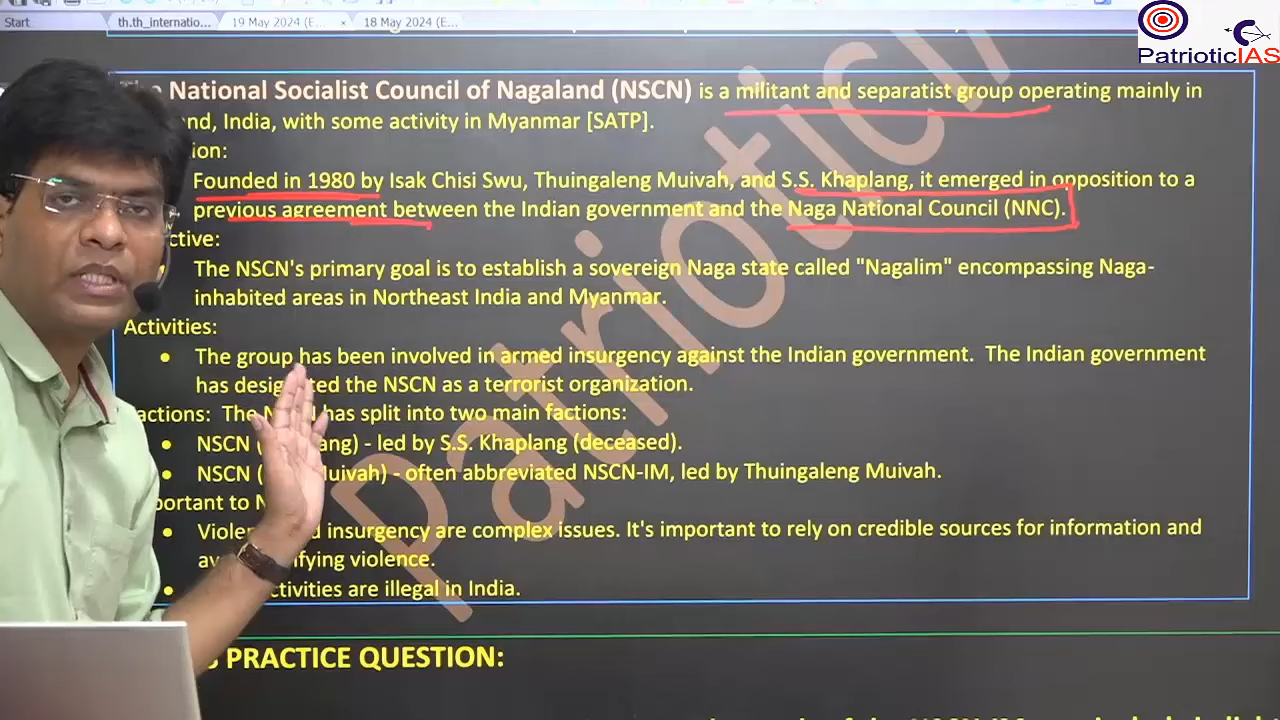 Start
th.th_internatio...
19 May 2024 (E...
×
18 May 2024 (E...
PatrioticIAS
National Socialist Council of Nagaland (NSCN) is a militant and separatist group operating mainly in
India, with some activity in Myanmar [SATP].
Founded in 1980 by Isak Chisi Swu, Thuingaleng Muivah, and S.S. Khaplang, it emerged in opposition to a
previous agreement between the Indian government and the Naga National Council (NNC).
The NSCN's primary goal is to establish a sovereign Naga state called "Nagalim" encompassing Naga-
inhabited areas in Northeast India and Myanmar.
Activities:
• The group has been involved in armed insurgency against the Indian government. The Indian government
has the NSCN as a terrorist organization.
The has split into two main factions:
• NSCN - led by S.S. Khaplang (deceased).
• NSCN Muivah) - often abbreviated NSCN-IM, led by Thuingaleng Muivah.
to
• insurgency are complex issues. It's important to rely on credible sources for information and
violence.
• are illegal in India.
PRACTICE QUESTION:
Patriotic
Patriotic